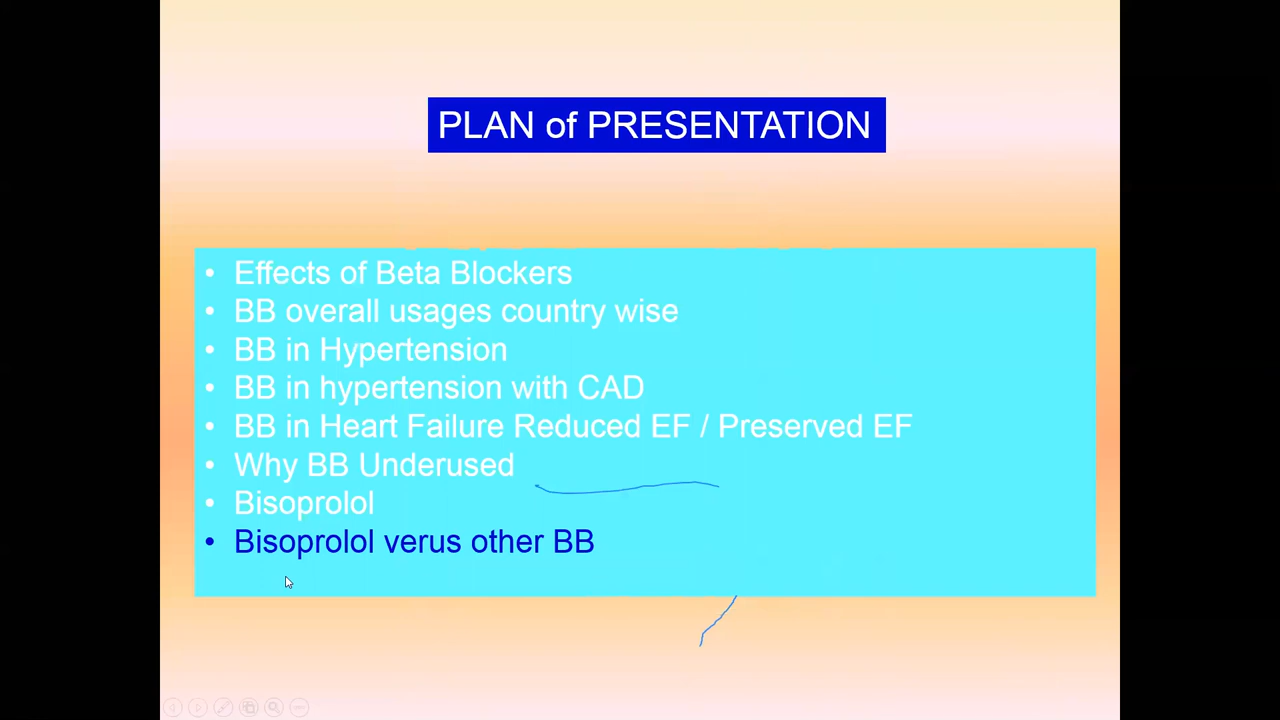 PLAN of PRESENTATION
• Effects of Beta Blockers
• BB overall usages country wise
• BB in Hypertension
• BB in hypertension with CAD
• BB in Heart Failure Reduced EF / Preserved EF
• Why BB Underused
• Bisoprolol
• Bisoprolol verus other BB